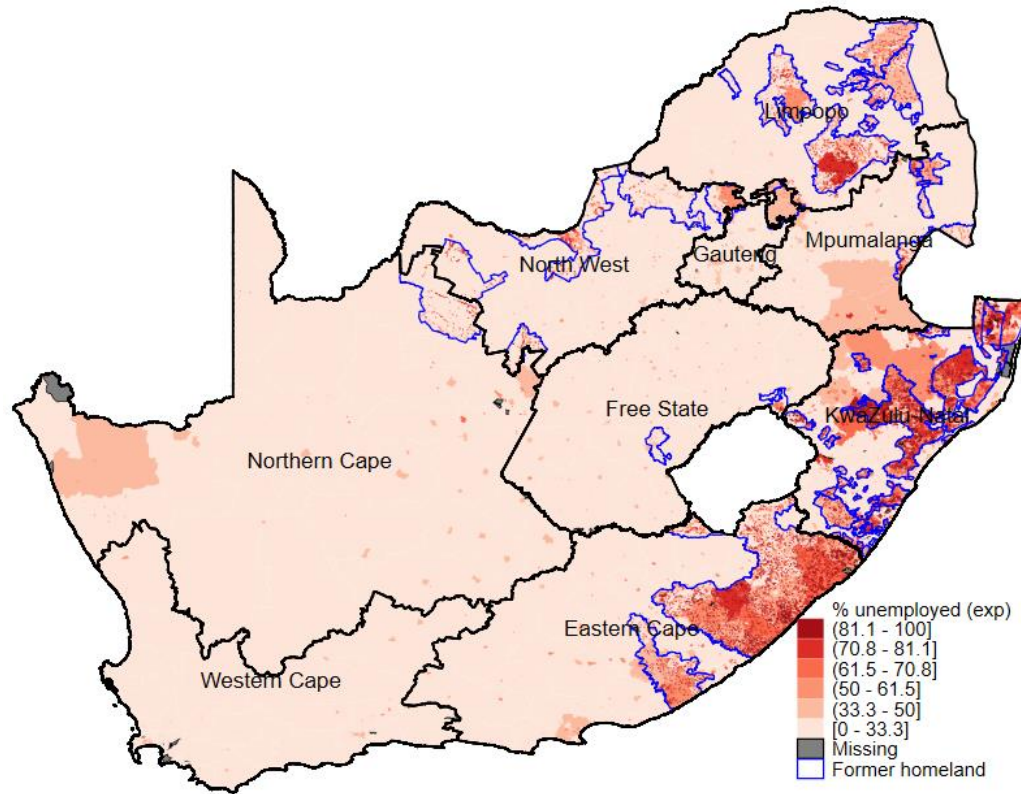 Limpopo
Mpumalanga
Gauteng
North West
Free State
KwaZulu-Natal
Northern Cape
Eastern Cape
Western Cape
% unemployed (exp)
(81.1 - 100]
(70.8 - 81.1]
(61.5 - 70.8]
(50 - 61.5]
(33.3 - 50]
[0 - 33.3]
Missing
Former homeland